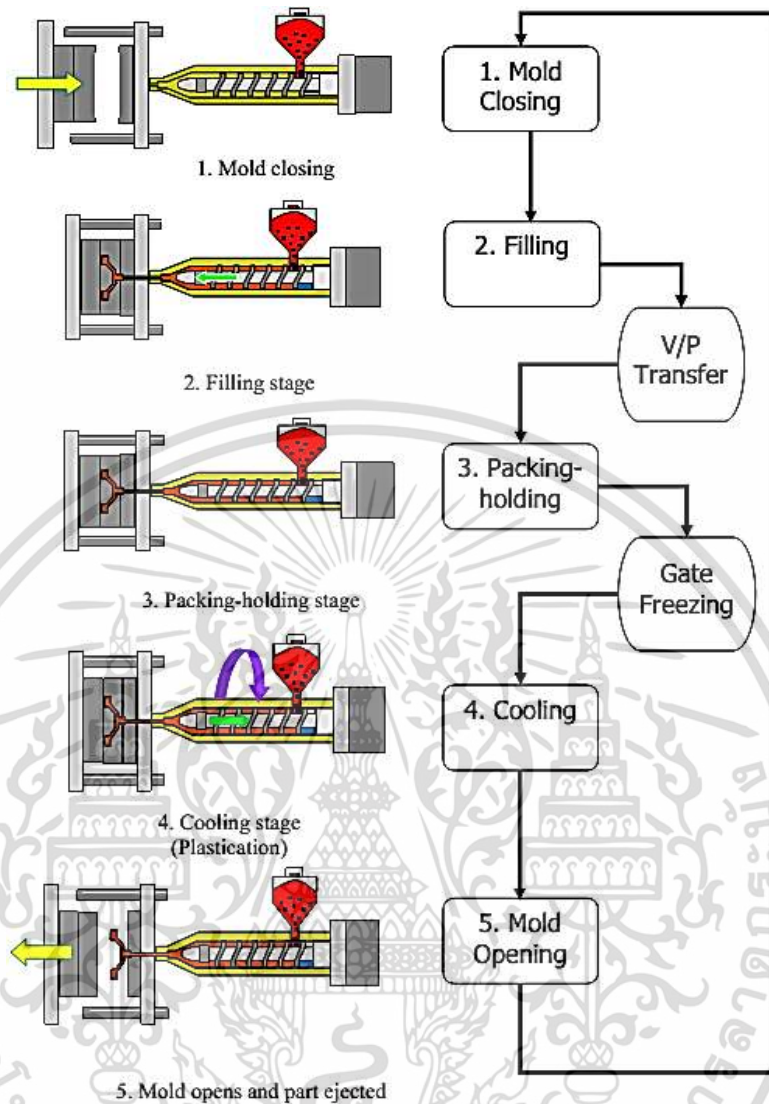 1. Mold
Closing
1. Mold closing
2. Filling
V/P
Transfer
2. Filling stage
3. Packing-
holding
Gate
Freezing
3. Packing-holding stage
4. Cooling
4. Cooling stage
(Plastication)
5. Mold
Opening
5. Mold opens and part ejected